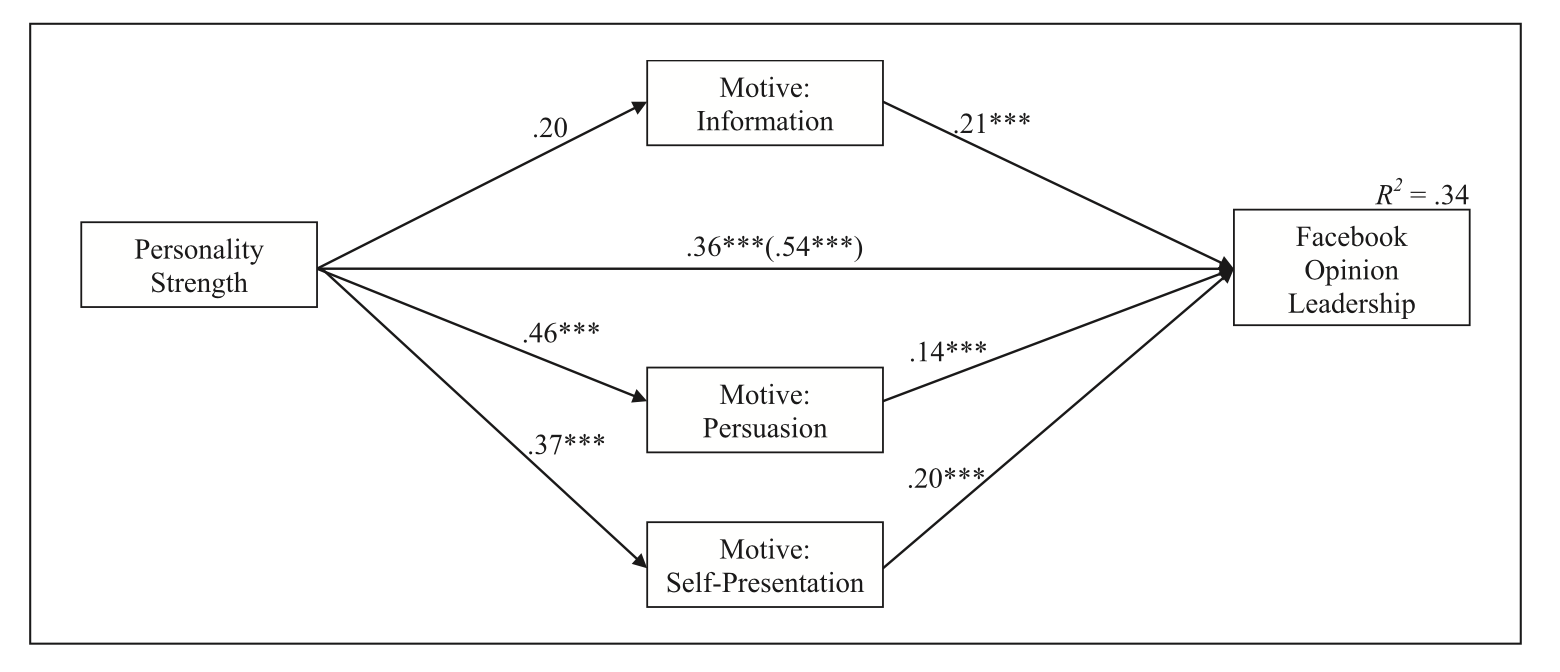 Motive:
Information
.20
.21***
R² = .34
Personality
Strength
.36***(.54***)
Facebook
Opinion
Leadership
.46***
.14***
Motive:
Persuasion
.37***
.20***
Motive:
Self-Presentation